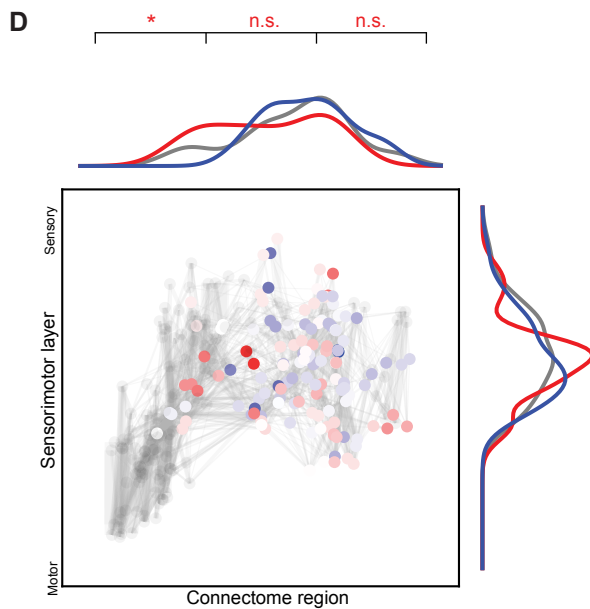 D
* n.s. n.s.
Sensory
Sensorimotor layer
Motor
Connectome region